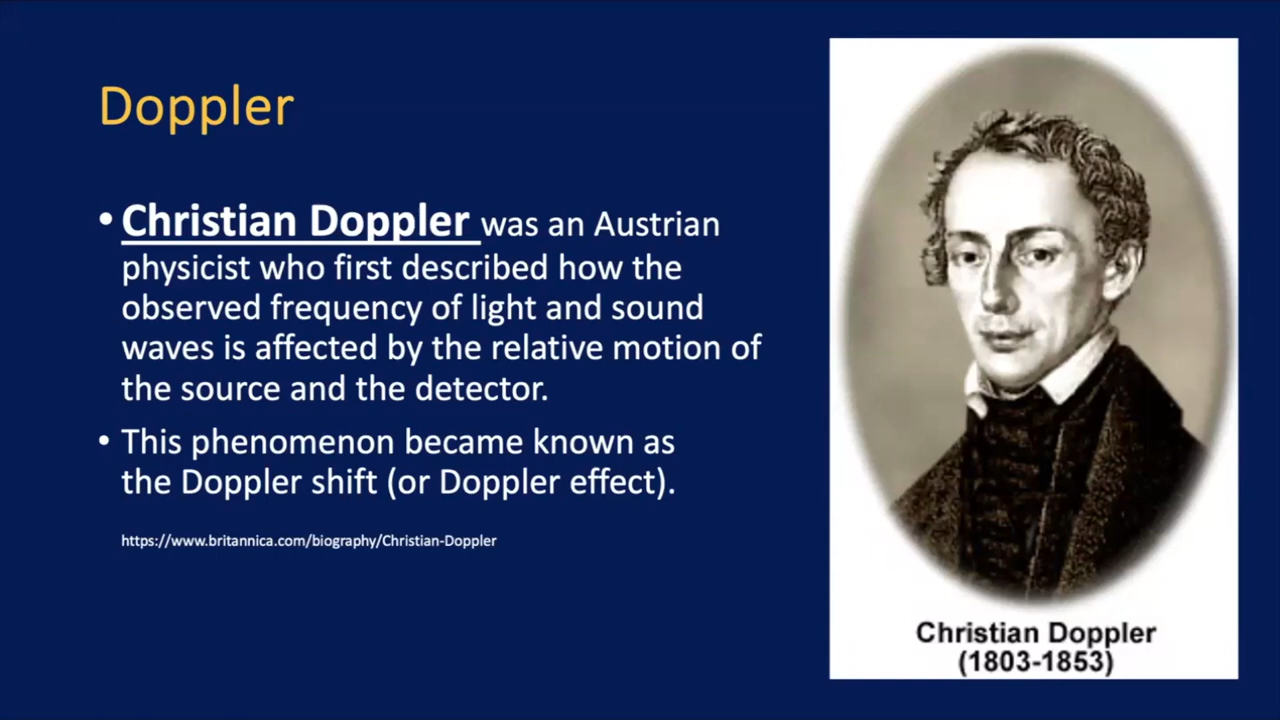 Doppler
• Christian Doppler was an Austrian
physicist who first described how the
observed frequency of light and sound
waves is affected by the relative motion of
the source and the detector.
• This phenomenon became known as
the Doppler shift (or Doppler effect).
https://www.britannica.com/biography/Christian-Doppler
Christian Doppler
(1803-1853)